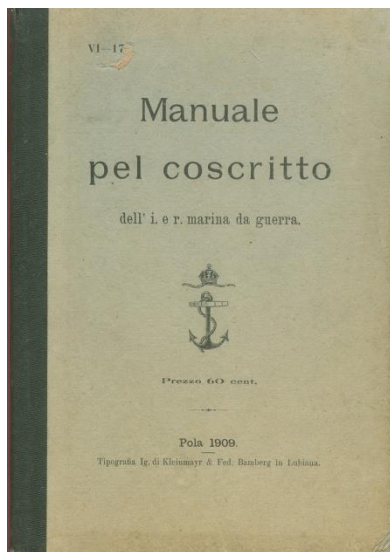 VI—17
Manuale
pel coscritto
dell' i. e r. marina da guerra.
Prezzo 60 cent.
Pola 1909.
Tipografia Ig. di Kleinmayr & Fed. Bamberg in Lubiana.